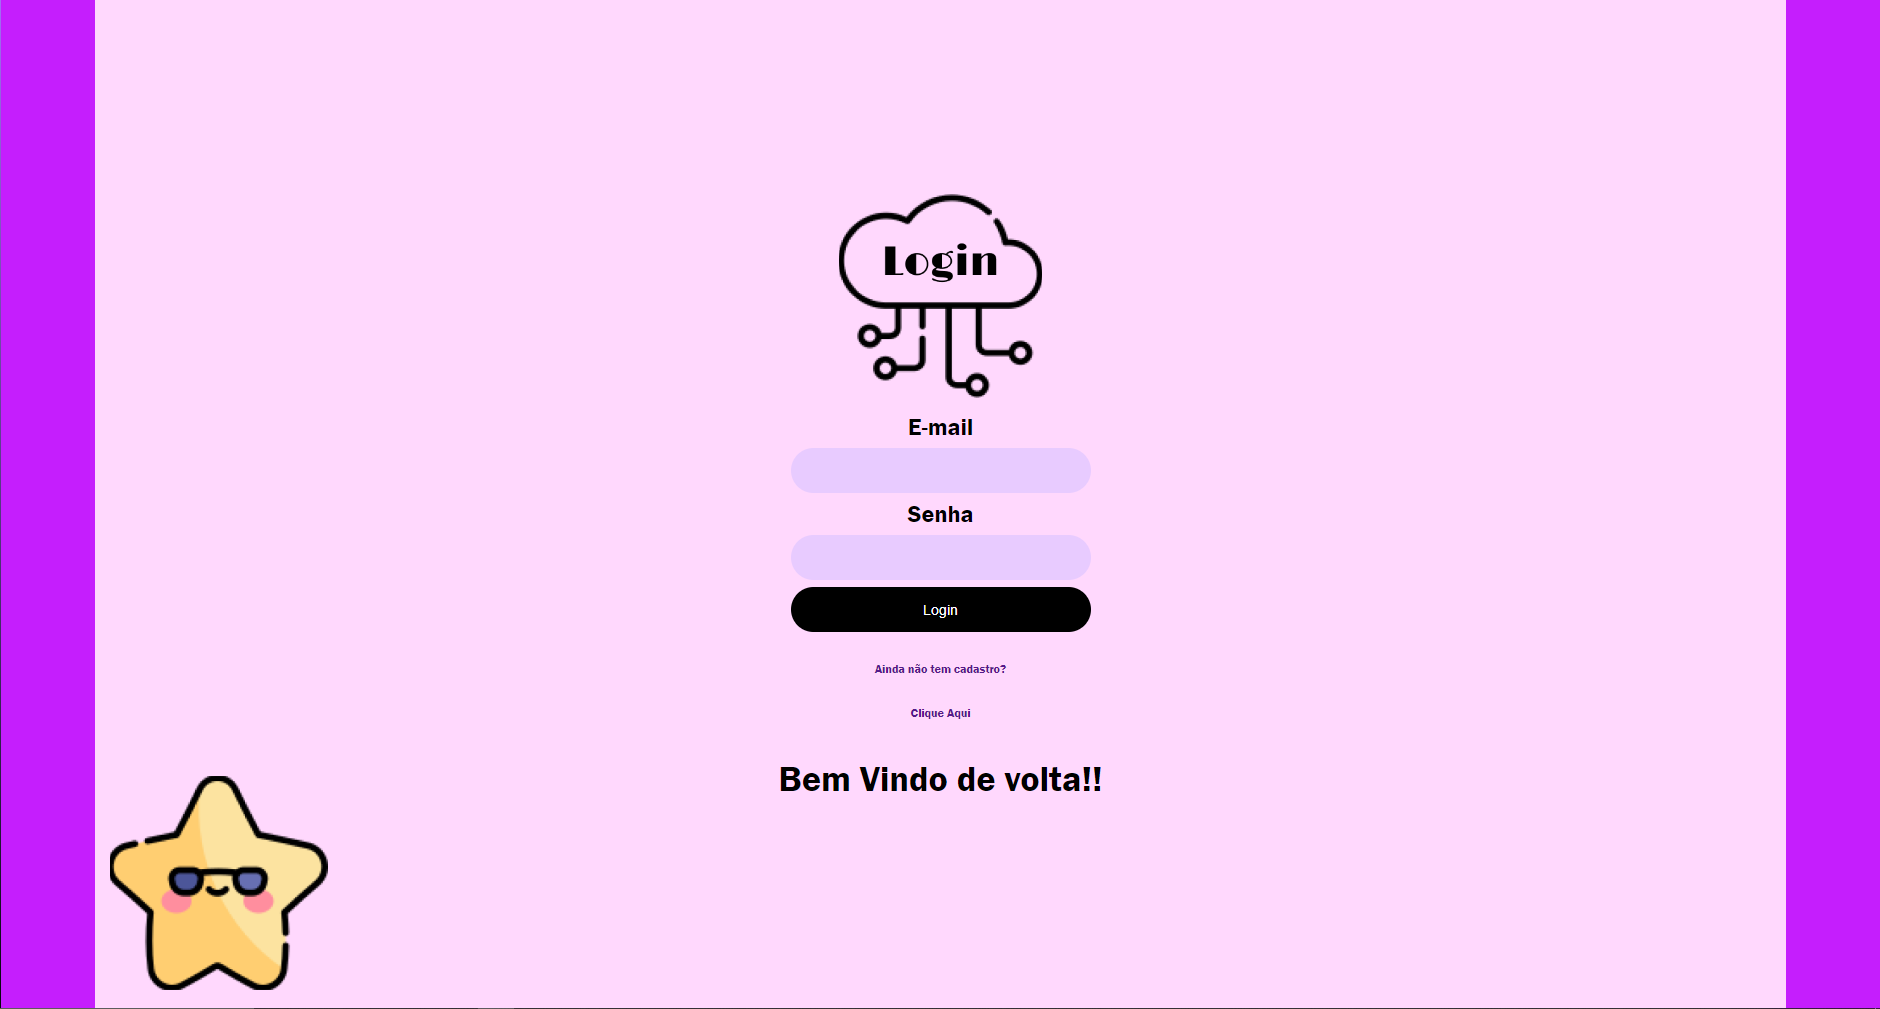 Login
E-mail
Senha
Login
Ainda não tem cadastro?
Clique Aqui
Bem Vindo de volta!!